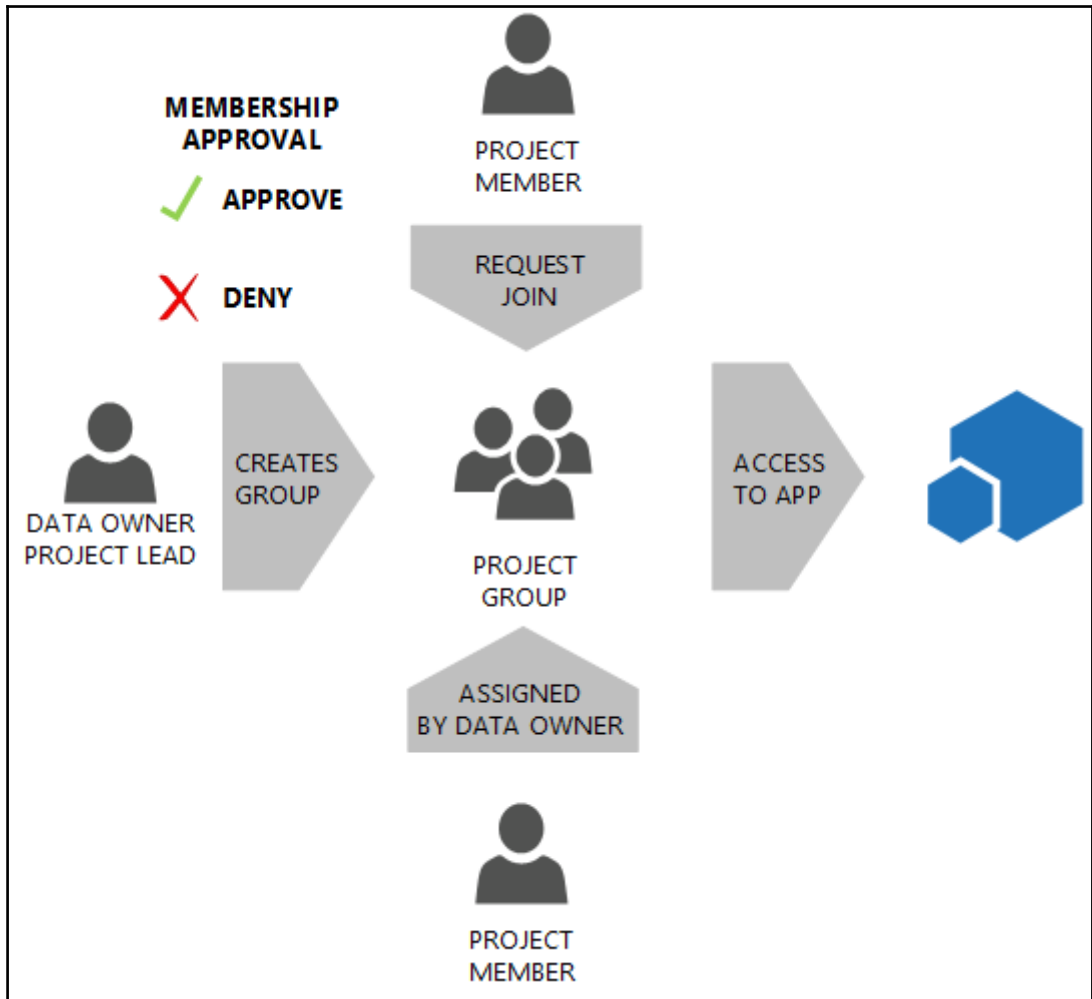 MEMBERSHIP
APPROVAL
APPROVE
DENY
PROJECT
MEMBER
REQUEST
JOIN
DATA OWNER
PROJECT LEAD
CREATES
GROUP
PROJECT
GROUP
ACCESS
TO APP
ASSIGNED
BY DATA OWNER
PROJECT
MEMBER